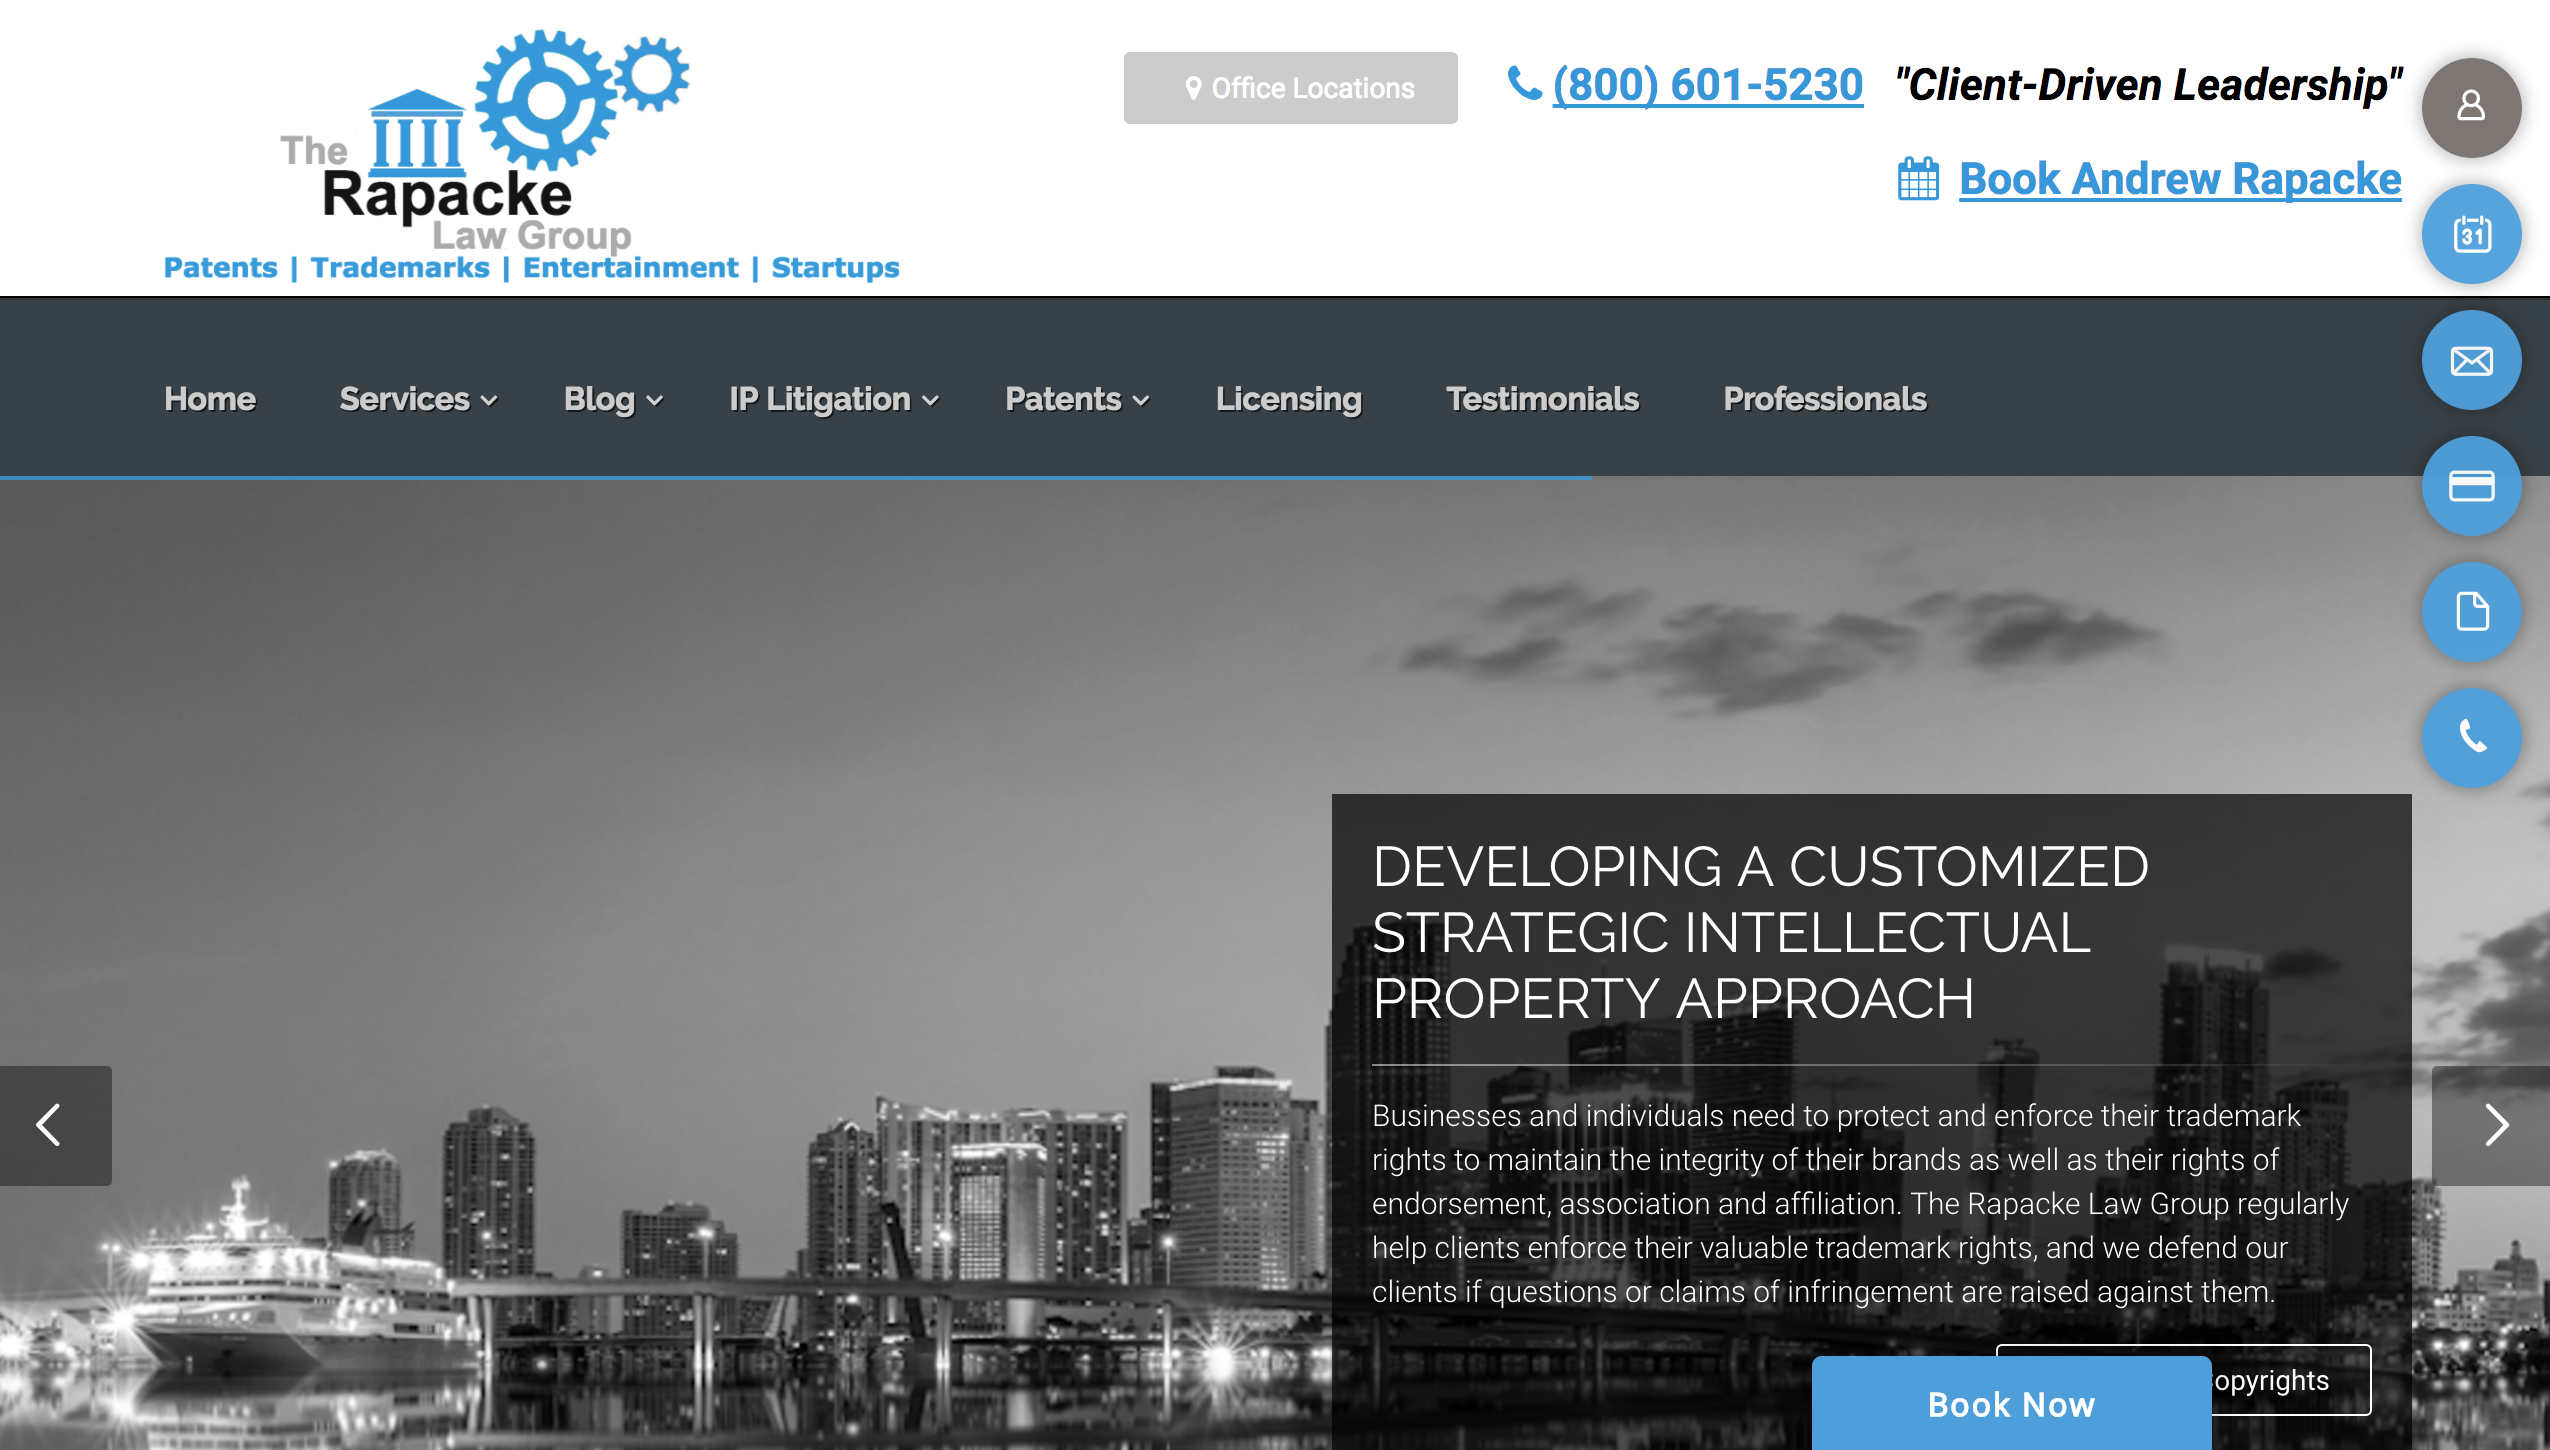 The
Rapacke
Law Group
Patents | Trademarks | Entertainment | Startups
Office Locations
(800) 601-5230
"Client-Driven Leadership"
Book Andrew Rapacke
31
Home
Services
Blog
IP Litigation
Patents
Licensing
Testimonials
Professionals
DEVELOPING A CUSTOMIZED
STRATEGIC INTELLECTUAL
PROPERTY APPROACH
Businesses and individuals need to protect and enforce their trademark
rights to maintain the integrity of their brands as well as their rights of
endorsement, association and affiliation. The Rapacke Law Group regularly
help clients enforce their valuable trademark rights, and we defend our
clients if questions or claims of infringement are raised against them.
opyrights
Book Now